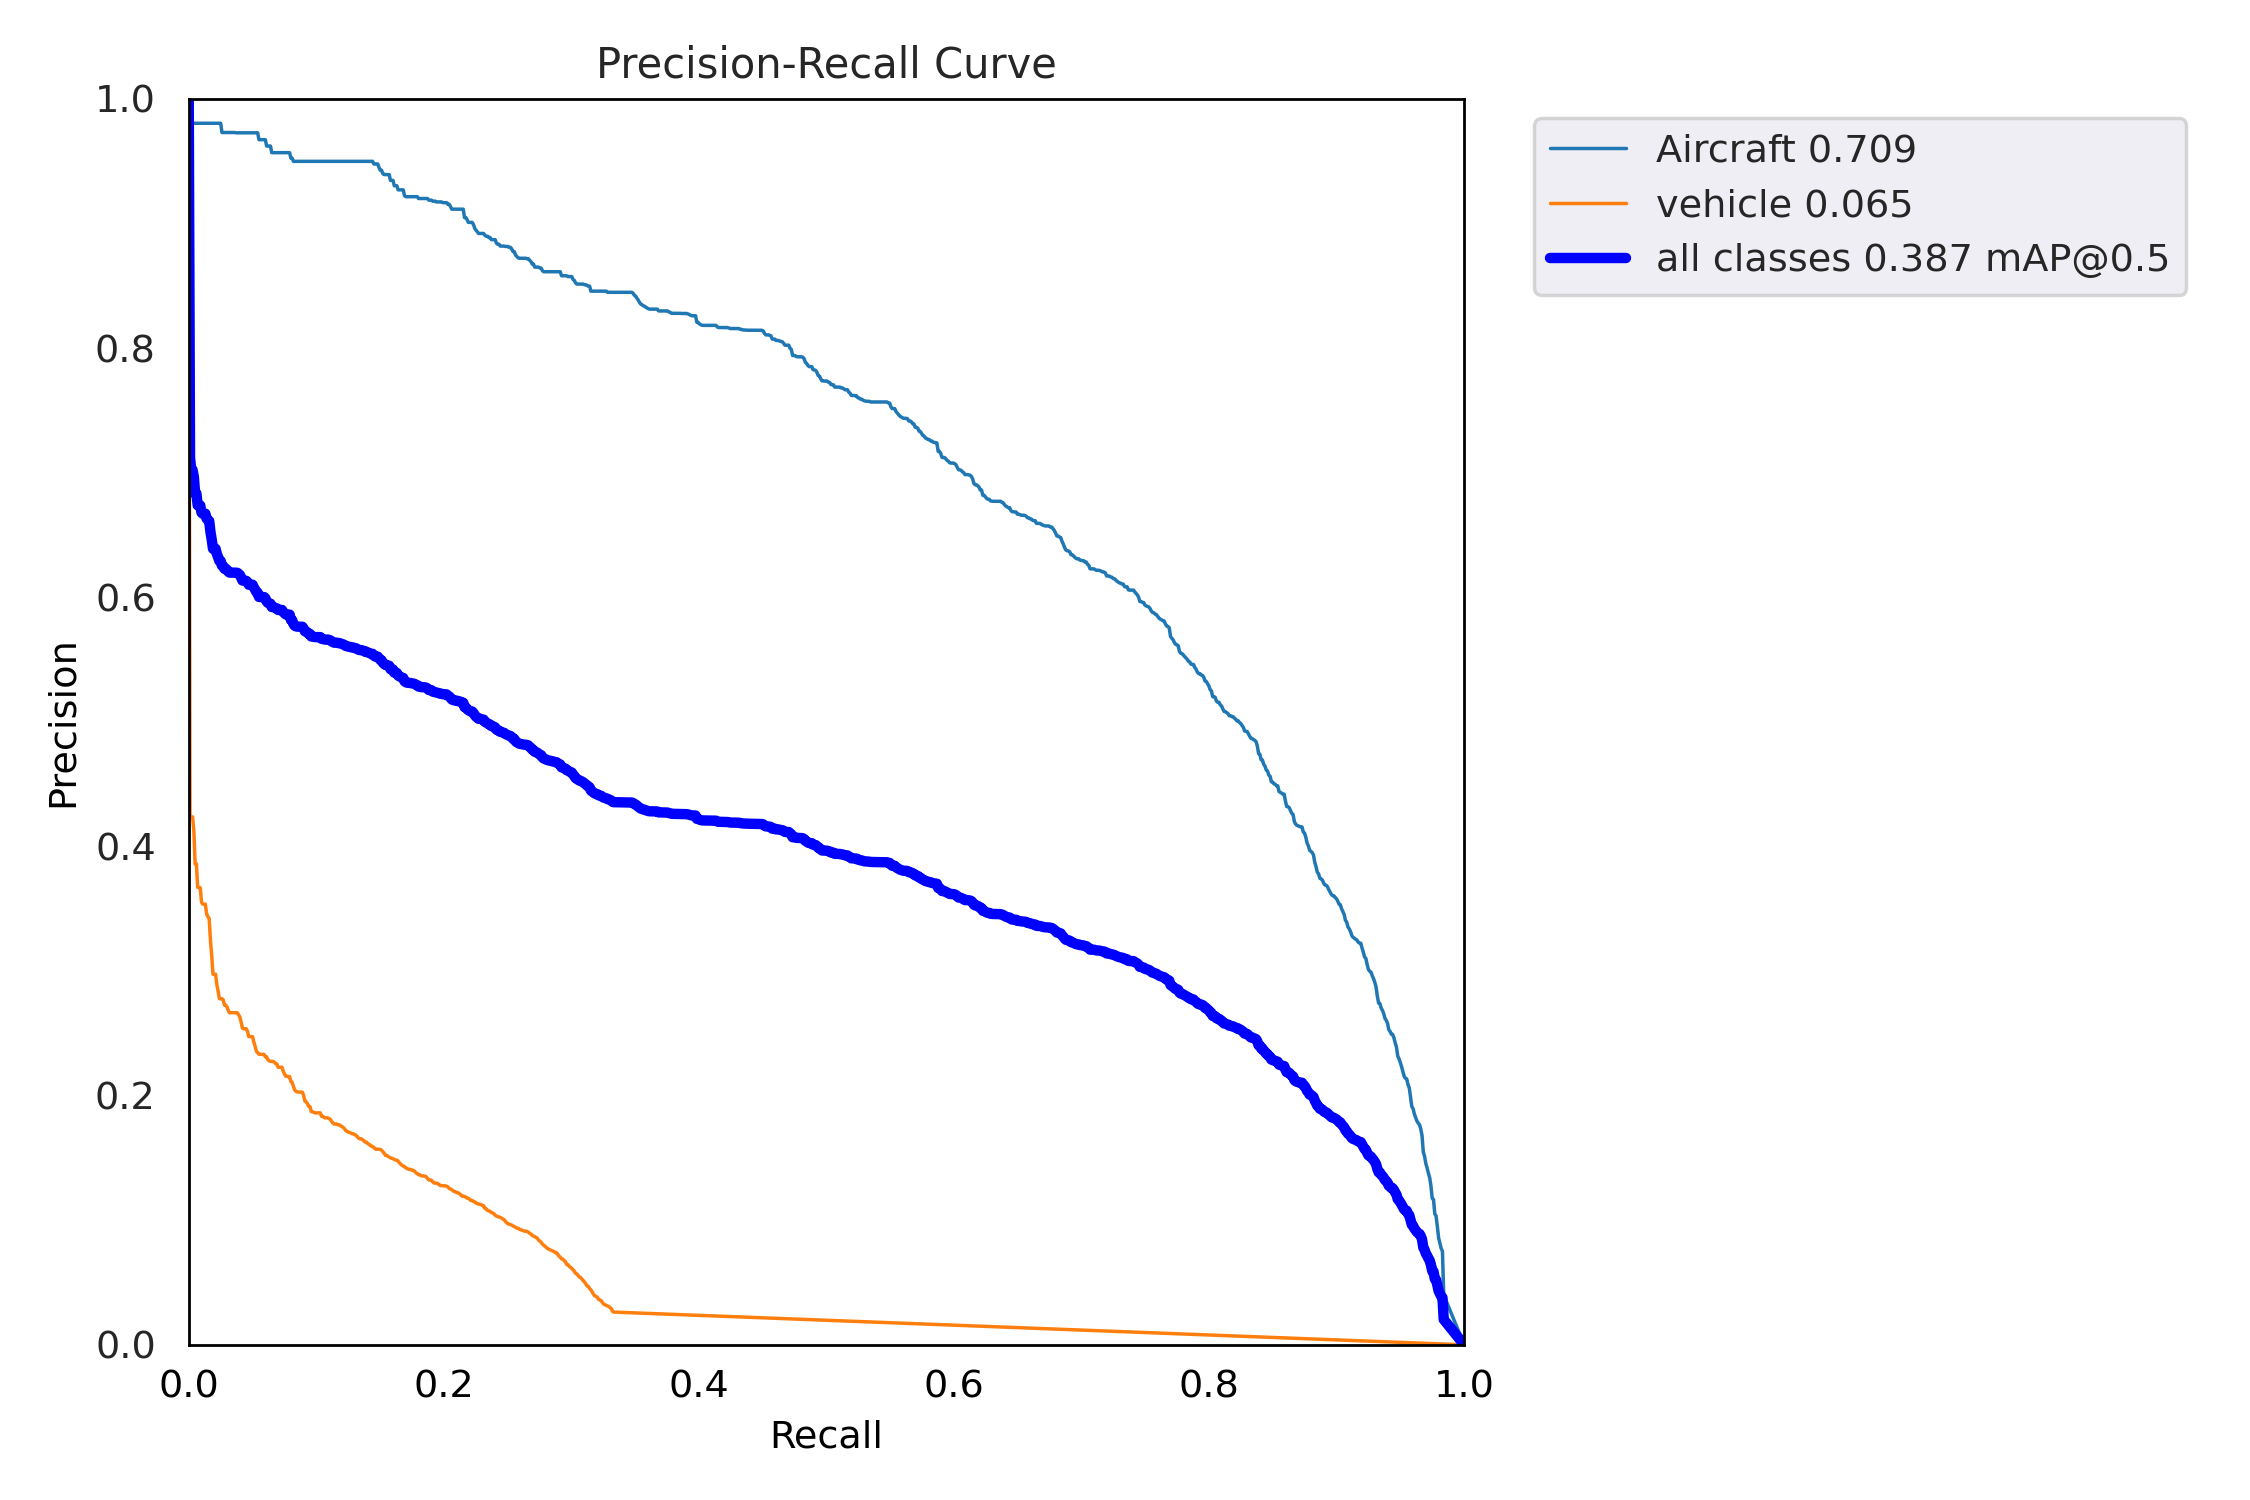 Precision-Recall Curve
1.0
0.8
0.6
0.4
0.2
0.0
Precision
0.0 0.2 0.4 0.6 0.8 1.0
Recall
Aircraft 0.709
vehicle 0.065
all classes 0.387 mAP@0.5